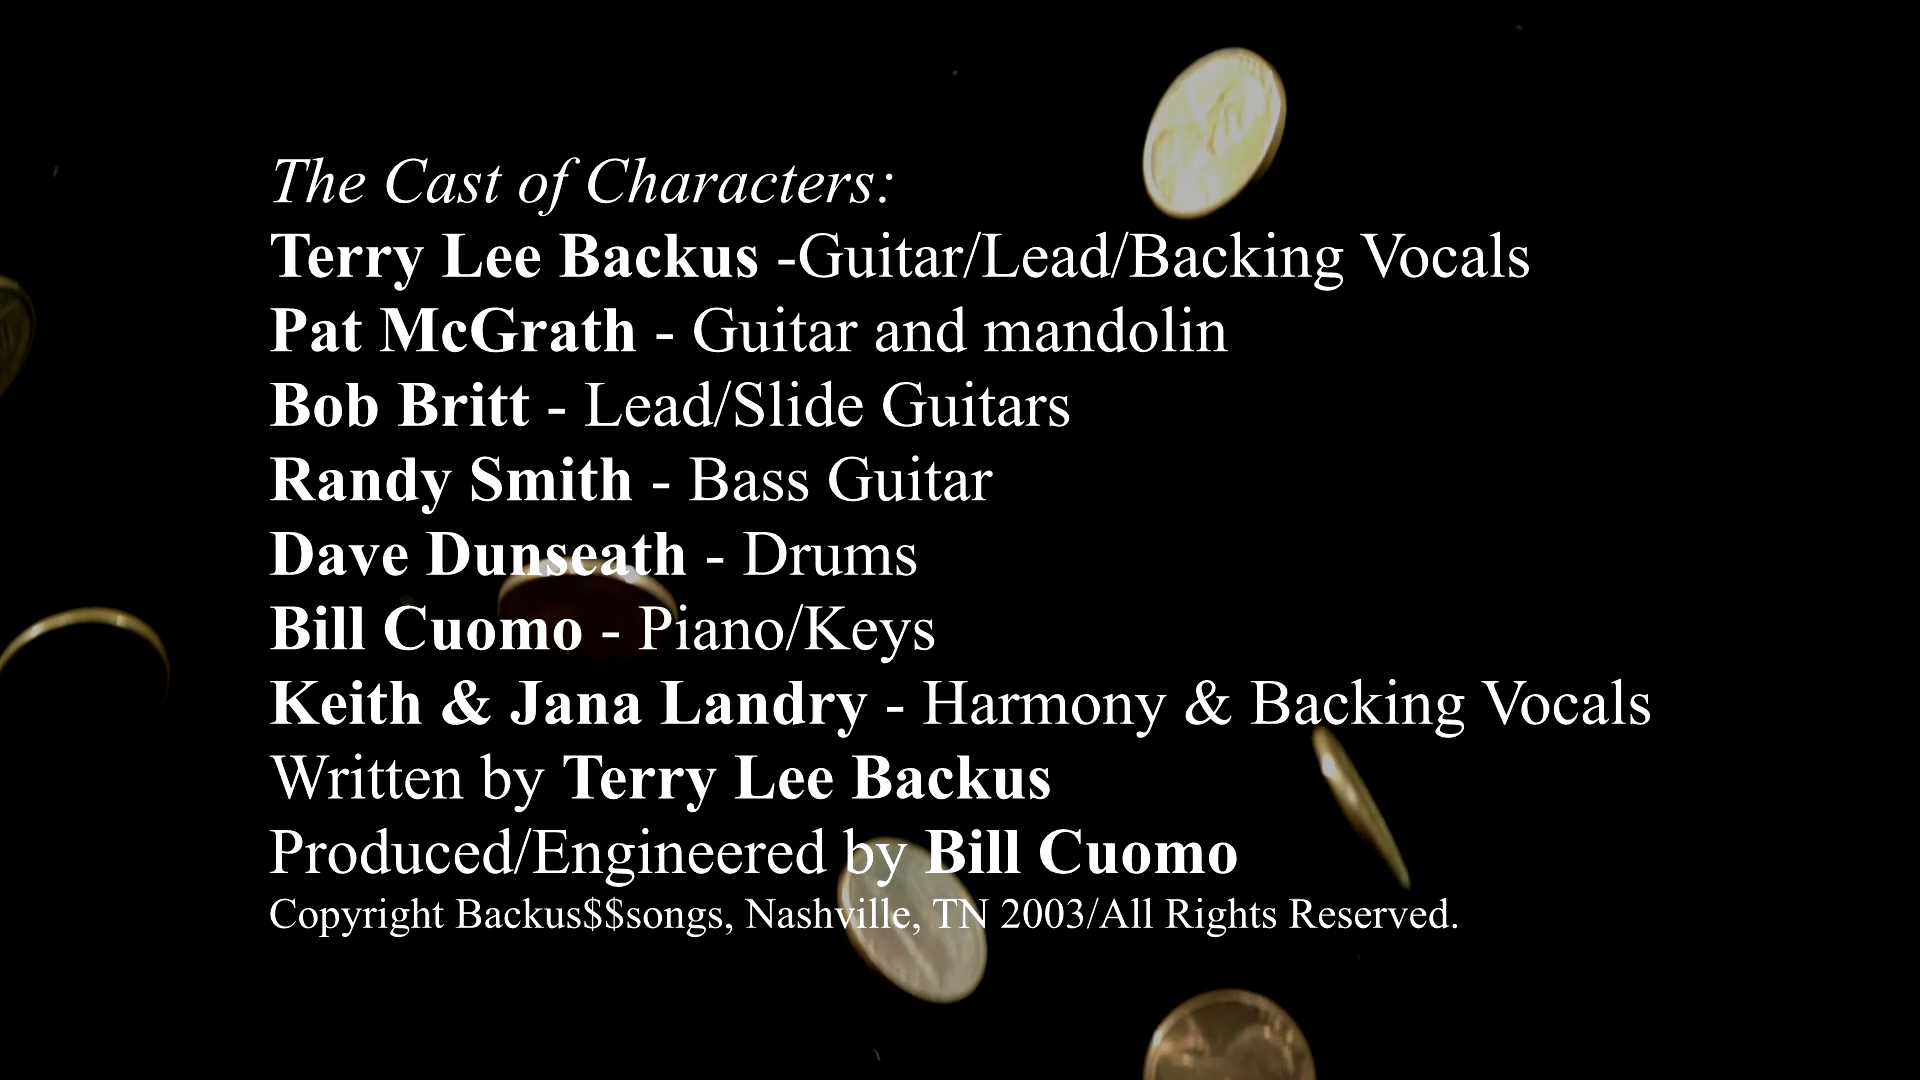 The Cast of Characters:
Terry Lee Backus -Guitar/Lead/Backing Vocals
Pat McGrath - Guitar and mandolin
Bob Britt - Lead/Slide Guitars
Randy Smith - Bass Guitar
Dave Dunseath - Drums
Bill Cuomo - Piano/Keys
Keith & Jana Landry - Harmony & Backing Vocals
Written by Terry Lee Backus
Produced/Engineered by Bill Cuomo
Copyright Backus$$songs, Nashville, TN 2003/All Rights Reserved.